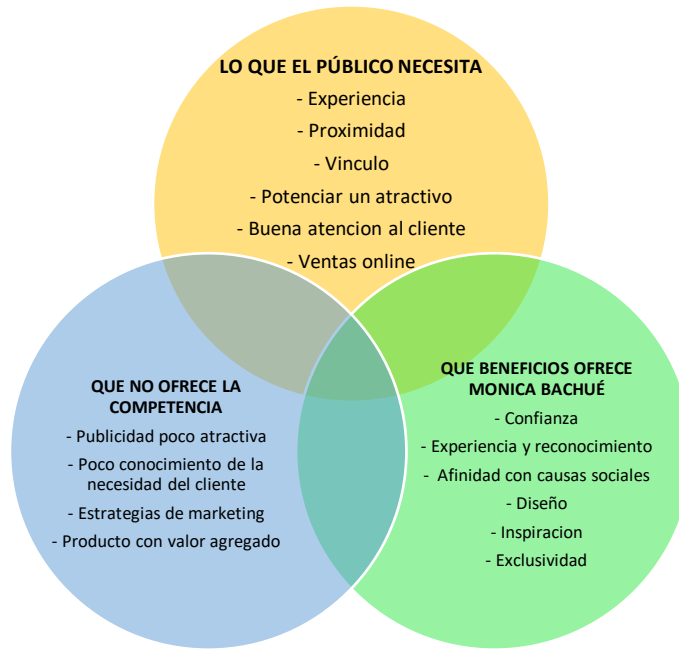 LO QUE EL PÚBLICO NECESITA
- Experiencia
- Proximidad
- Vinculo
- Potenciar un atractivo
- Buena atencion al cliente
- Ventas online
QUE NO OFRECE LA
COMPETENCIA
- Publicidad poco atractiva
- Poco conocimiento de la
necesidad del cliente
- Estrategias de marketing
- Producto con valor agregado
QUE BENEFICIOS OFRECE
MONICA BACHUÉ
- Confianza
- Experiencia y reconocimiento
- Afinidad con causas sociales
- Diseño
- Inspiracion
- Exclusividad